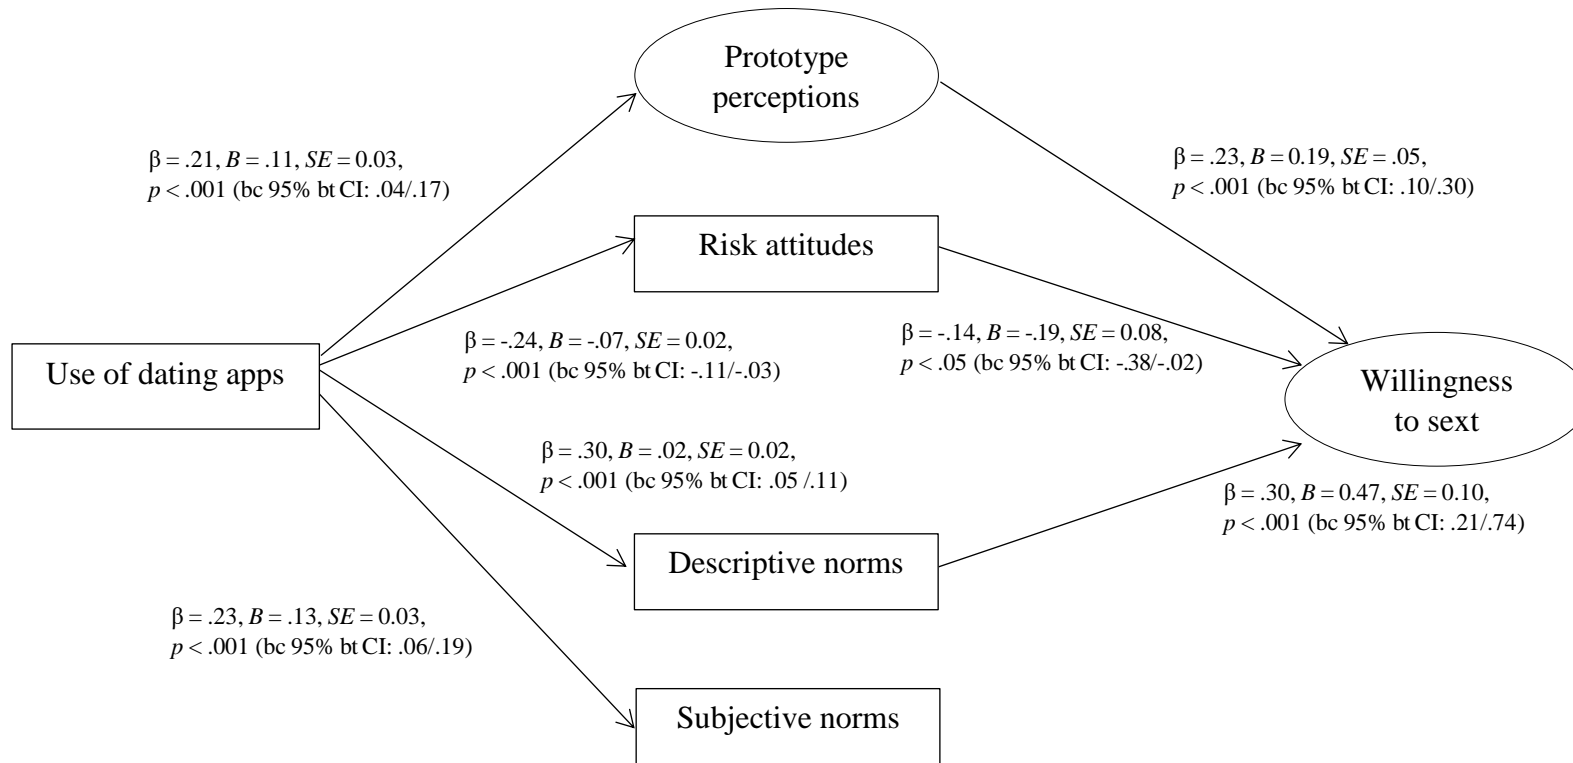 Prototype
perceptions
β = .21, B = .11, SE = 0.03,
p < .001 (bc 95% bt CI: .04/.17)
β = .23, B = 0.19, SE = .05,
p < .001 (bc 95% bt CI: .10/.30)
Risk attitudes
β = -.24, B = -.07, SE = 0.02,
p < .001 (bc 95% bt CI: -.11/-.03)
β = -.14, B = -.19, SE = 0.08,
p < .05 (bc 95% bt CI: -.38/-.02)
Use of dating apps
Willingness
to sext
β = .30, B = .02, SE = 0.02,
p < .001 (bc 95% bt CI: .05 /.11)
β = .30, B = 0.47, SE = 0.10,
p < .001 (bc 95% bt CI: .21/.74)
Descriptive norms
β = .23, B = .13, SE = 0.03,
p < .001 (bc 95% bt CI: .06/.19)
Subjective norms